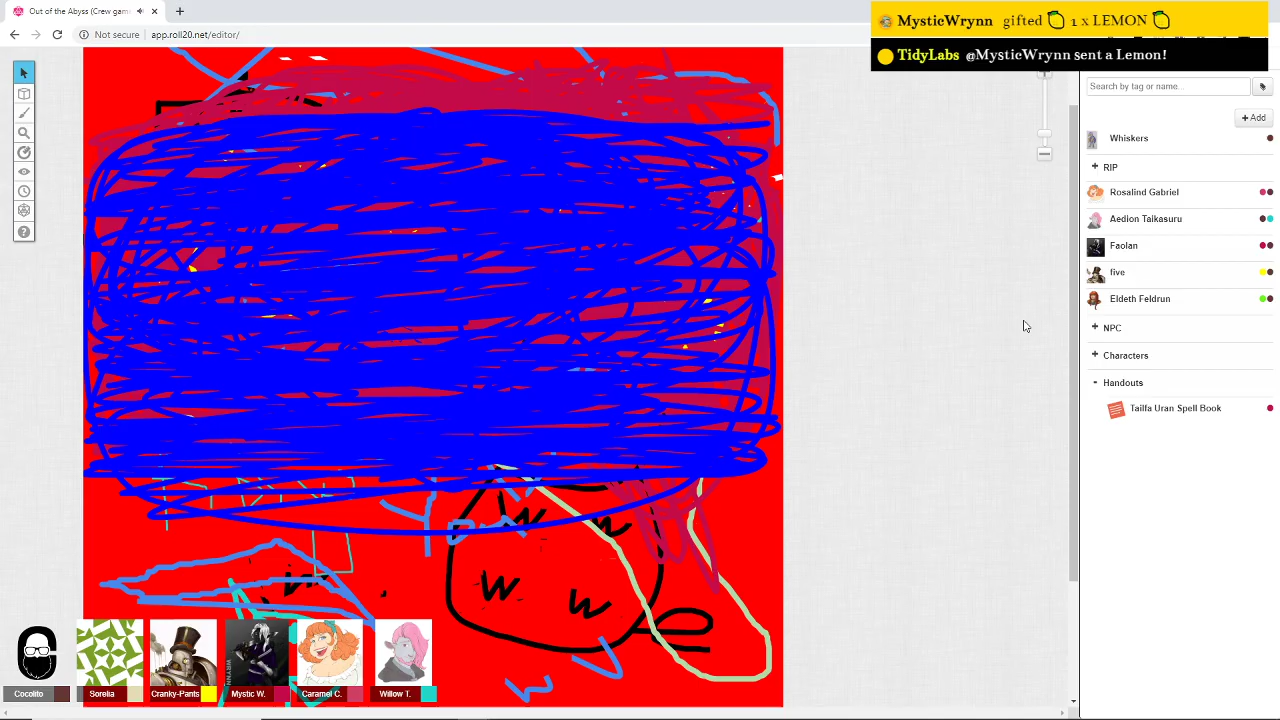 Out of the Abyss (Crew gam
Not secure
app.roll20.net/editor/
MysticWrynn gifted 1 x LEMON
TidyLabs @MysticWrynn sent a Lemon!
Search by tag or name...
+ Add
Whiskers
RIP
Rosalind Gabriel
Aedion Taikasuru
Faolan
five
Eldeth Feldrun
NPC
Characters
Handouts
Tailfa Uran Spell Book
W W
W W
WRYNN
Cocolito
Sorelia
Cranky-Pants
Mystic W.
Caramel C.
Willow T.